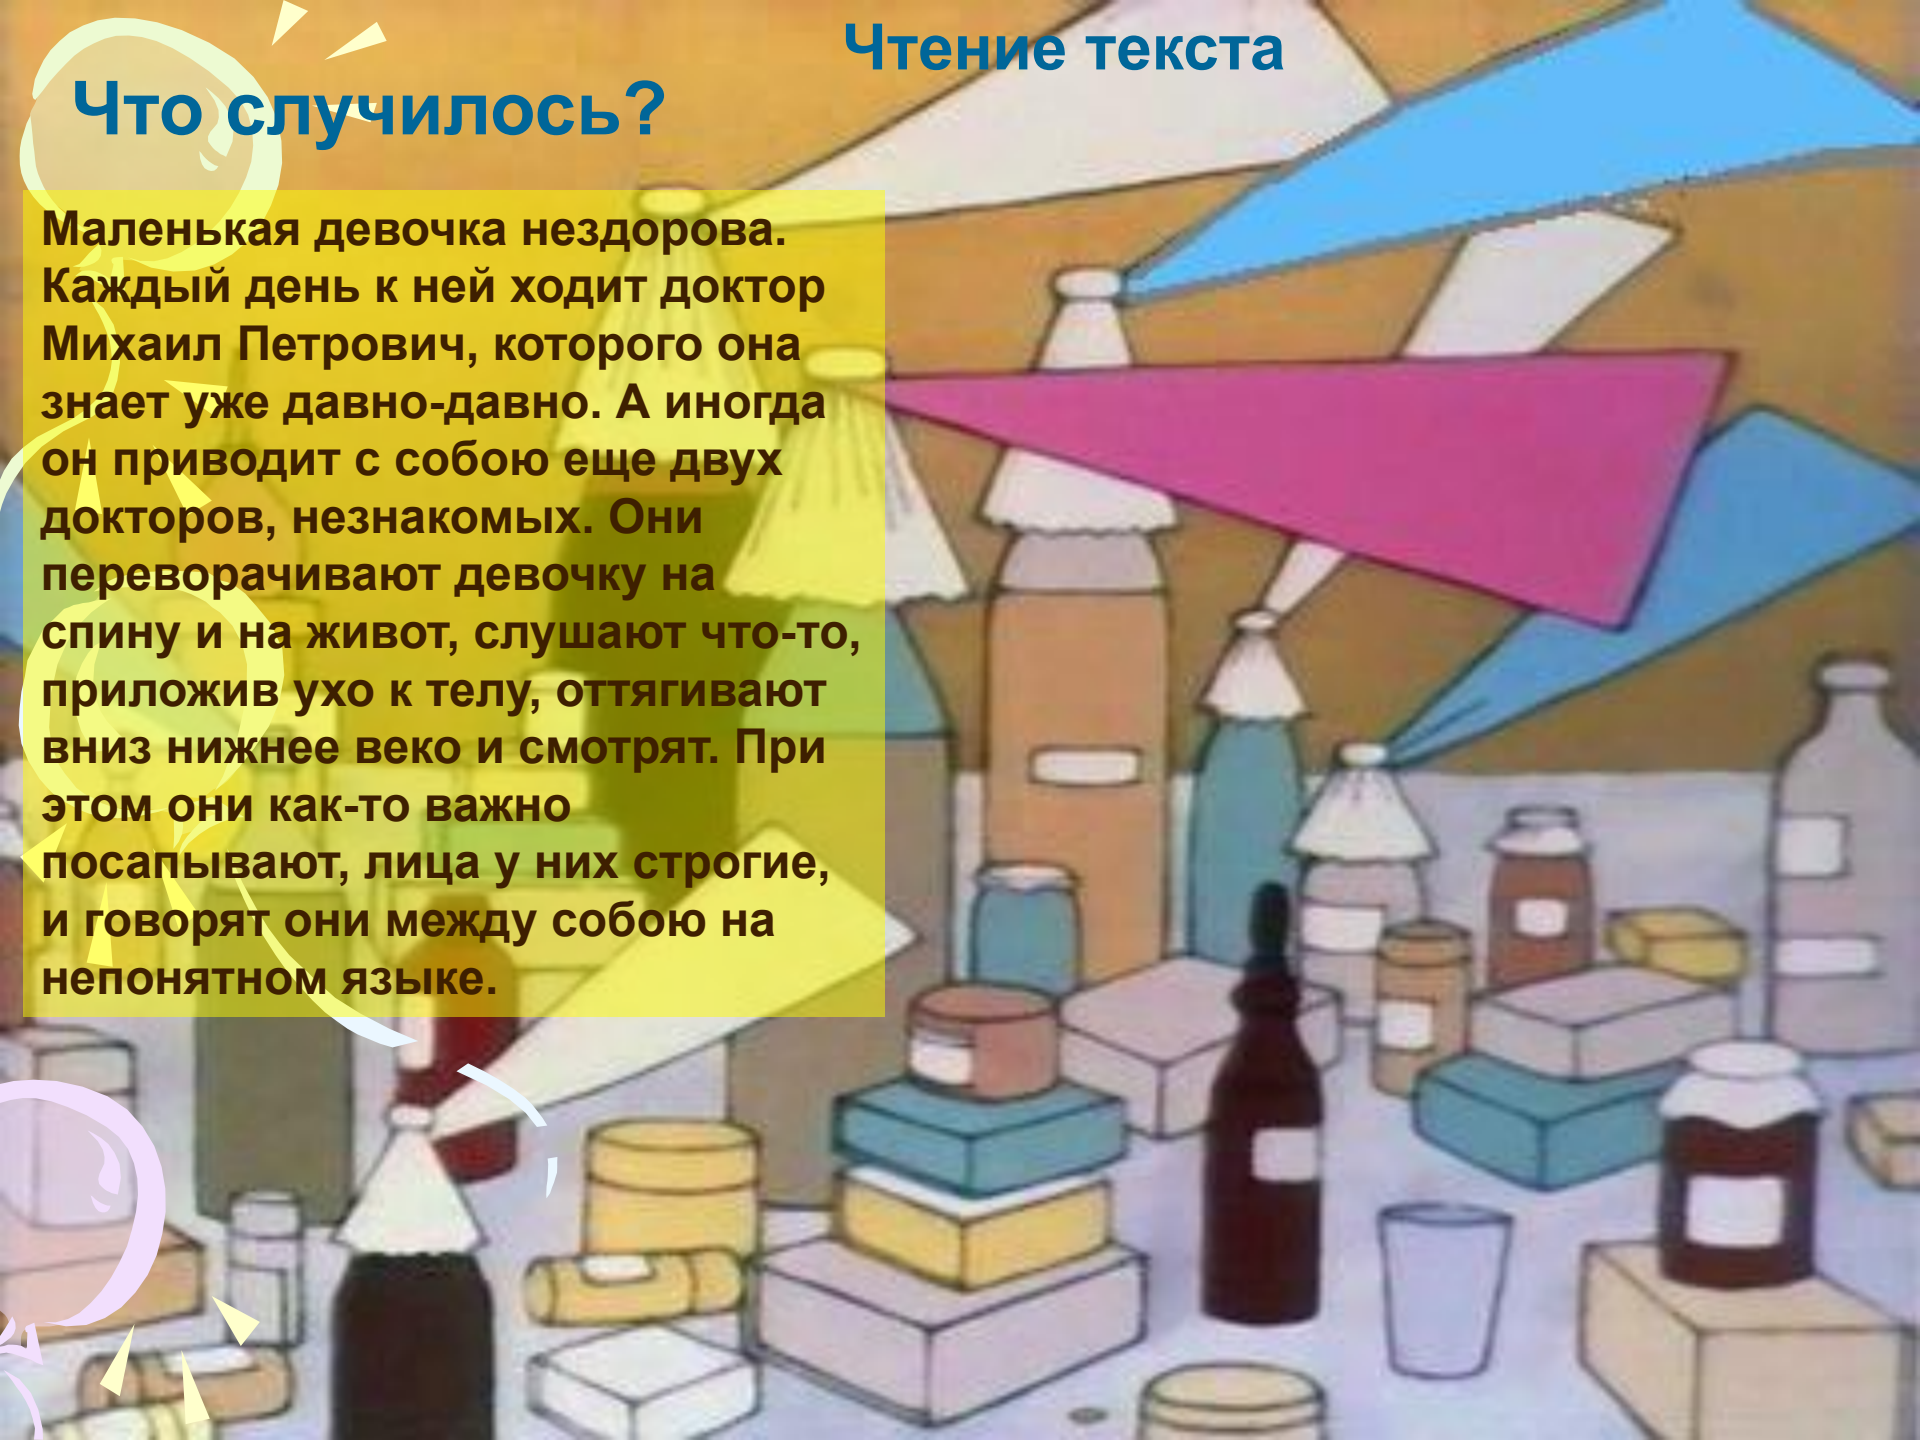 Чтение текста
Что случилось?
Маленькая девочка нездорова.
Каждый день к ней ходит доктор
Михаил Петрович, которого она
знает уже давно-давно. А иногда
он приводит с собою еще двух
докторов, незнакомых. Они
переворачивают девочку на
спину и на живот, слушают что-то,
приложив ухо к телу, оттягивают
вниз нижнее веко и смотрят. При
этом они как-то важно
посапывают, лица у них строгие,
и говорят они между собою на
непонятном языке.